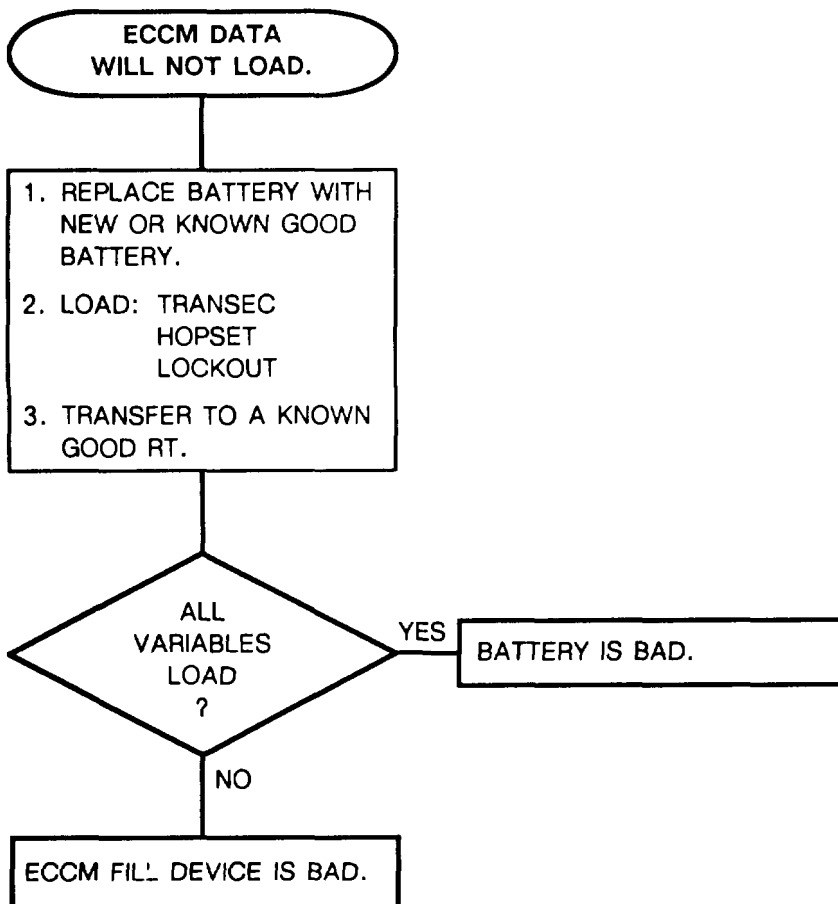 ECCM DATA
WILL NOT LOAD.
1. REPLACE BATTERY WITH
NEW OR KNOWN GOOD
BATTERY.
2. LOAD: TRANSEC
HOPSET
LOCKOUT
3. TRANSFER TO A KNOWN
GOOD RT.
ALL
VARIABLES
LOAD
?
YES
BATTERY IS BAD.
NO
ECCM FILL DEVICE IS BAD.